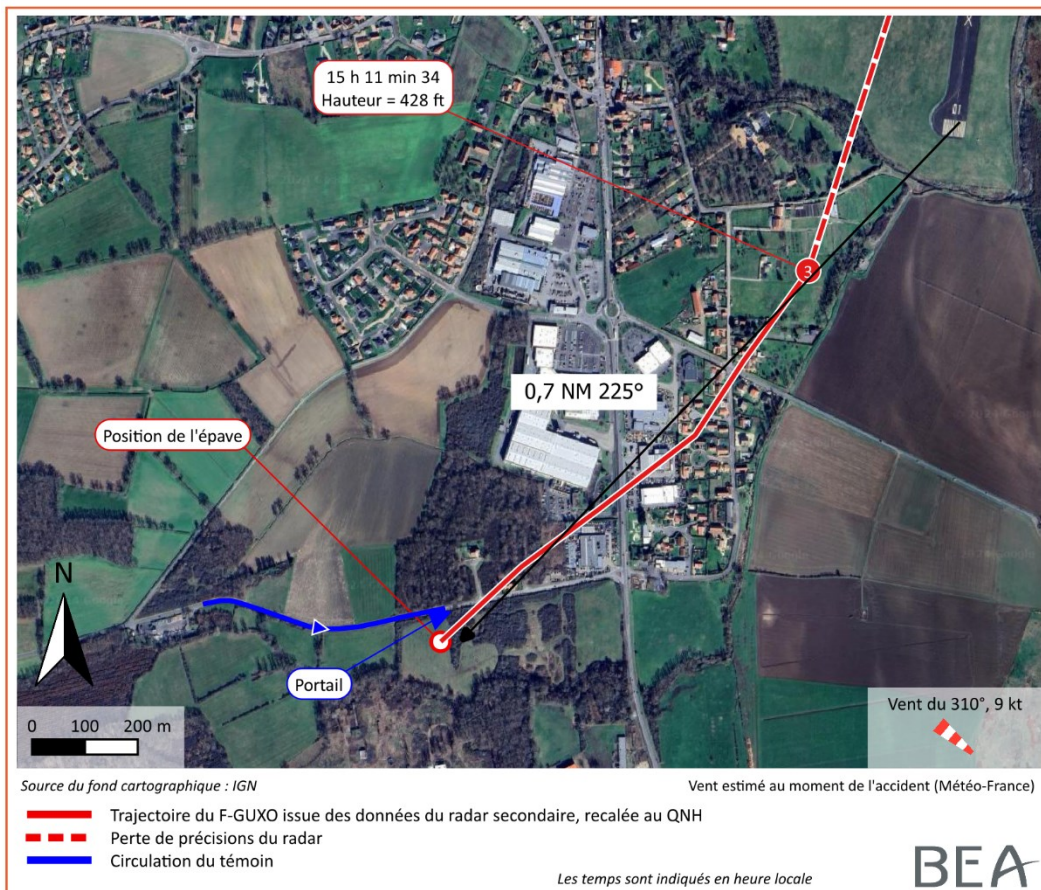 15 h 11 min 34
Hauteur = 428 ft
01
3
0,7 NM 225°
Position de l'épave
N
Portail
0 100 200 m
Vent du 310°, 9 kt
Source du fond cartographique : IGN
Vent estimé au moment de l'accident (Météo-France)
Trajectoire du F-GUXO issue des données du radar secondaire, recalée au QNH
Perte de précisions du radar
Circulation du témoin
Les temps sont indiqués en heure locale
BEA